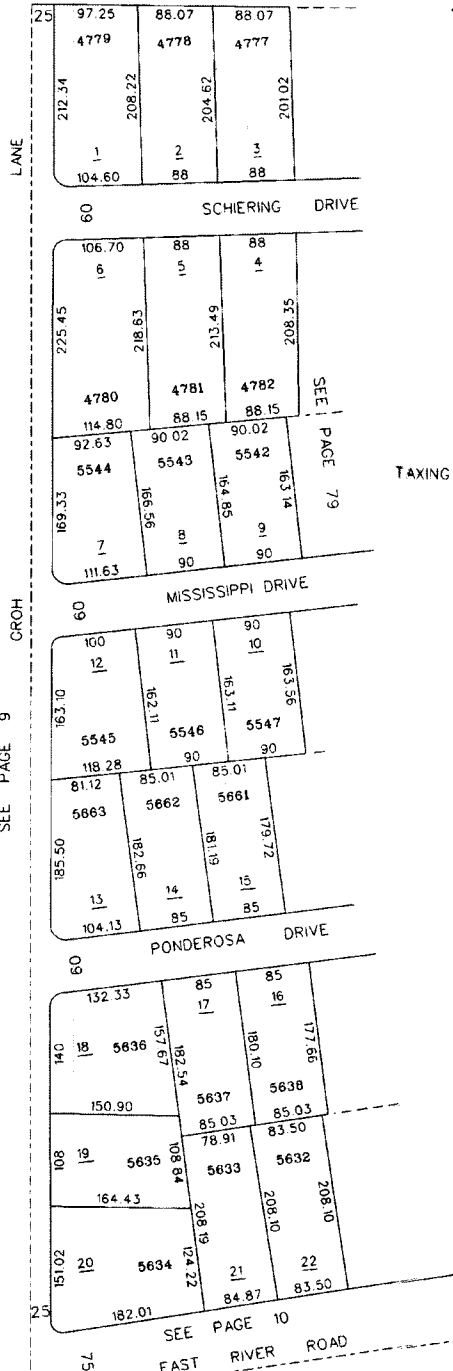 25 97.25 88.07 88.07
4779 4778 4777
212.34 208.22 204.62 201.02
1 2 3
104.60 88 88
LANE
60 SCHIERING DRIVE
106.70 88 88
6 5 4
225.45 218.63 213.49 208.35
4780 4781 4782
114.80 88.15 88.15
SEE PAGE 79
TAXING
92.63 90.02 90.02
5544 5543 5542
169.33 166.56 164.85 163.14
7 8 9
111.63 90 90
60 MISSISSIPPI DRIVE
GROH
100 90 90
12 11 10
163.10 162.11 163.11 163.56
5545 5546 5547
118.28 90 90
SEE PAGE 9
81.12 85.01 85.01
5663 5662 5661
185.50 182.66 181.19 179.72
13 14 15
104.13 85 85
60 PONDEROSA DRIVE
132.33 85 85
17 16
140 18 5636 157.67 182.54 180.10 177.66
5637 5638
150.90 85.03 85.03
78.91 83.50
108 19 5635 108.84 5633 5632
164.43
208.19 208.10 208.10
151.02 20 5634 124.22 21 22
84.87 83.50
25 182.01
SEE PAGE 10
75 EAST RIVER ROAD